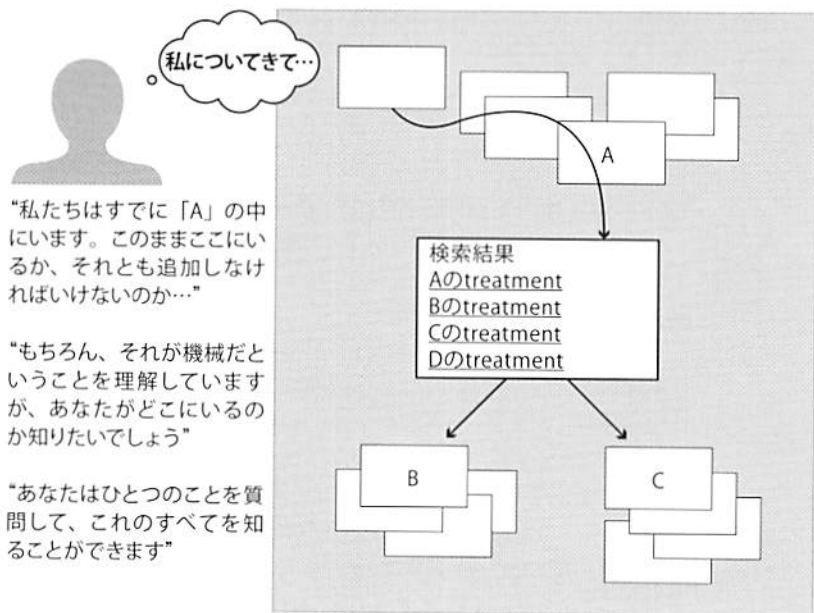 私についてきて…
“私たちはすでに「A」の中
にいます。このままここにい
るか、それとも追加しなけ
ればいけないのか…”
“もちろん、それが機械だと
いうことを理解しています
が、あなたがどこにいるの
か知りたいでしょう”
“あなたはひとつのことを質
問して、これのすべてを知
ることができます”
A
検索結果
Aのtreatment
Bのtreatment
Cのtreatment
Dのtreatment
B
C